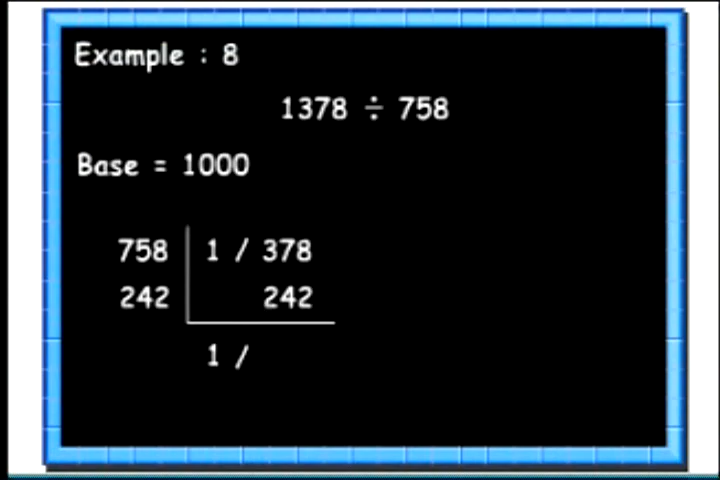 Example : 8
1378 ÷ 758
Base = 1000
758 1 / 378
242 242
1 /